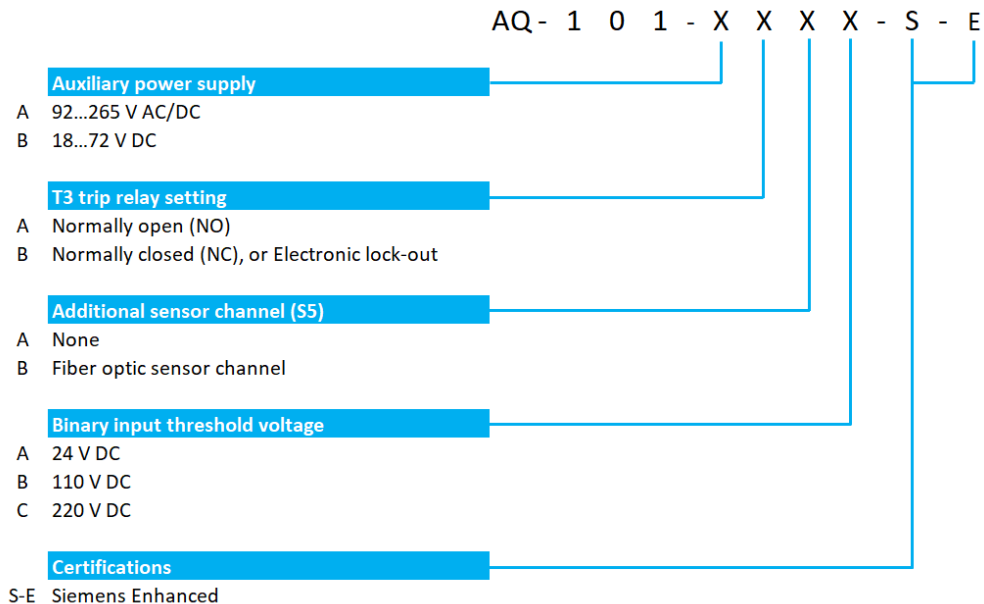 AQ - 1 0 1 - X X X X - S - E
Auxiliary power supply
A 92...265 V AC/DC
B 18...72 V DC
T3 trip relay setting
A Normally open (NO)
B Normally closed (NC), or Electronic lock-out
Additional sensor channel (S5)
A None
B Fiber optic sensor channel
Binary input threshold voltage
A 24 V DC
B 110 V DC
C 220 V DC
Certifications
S-E Siemens Enhanced